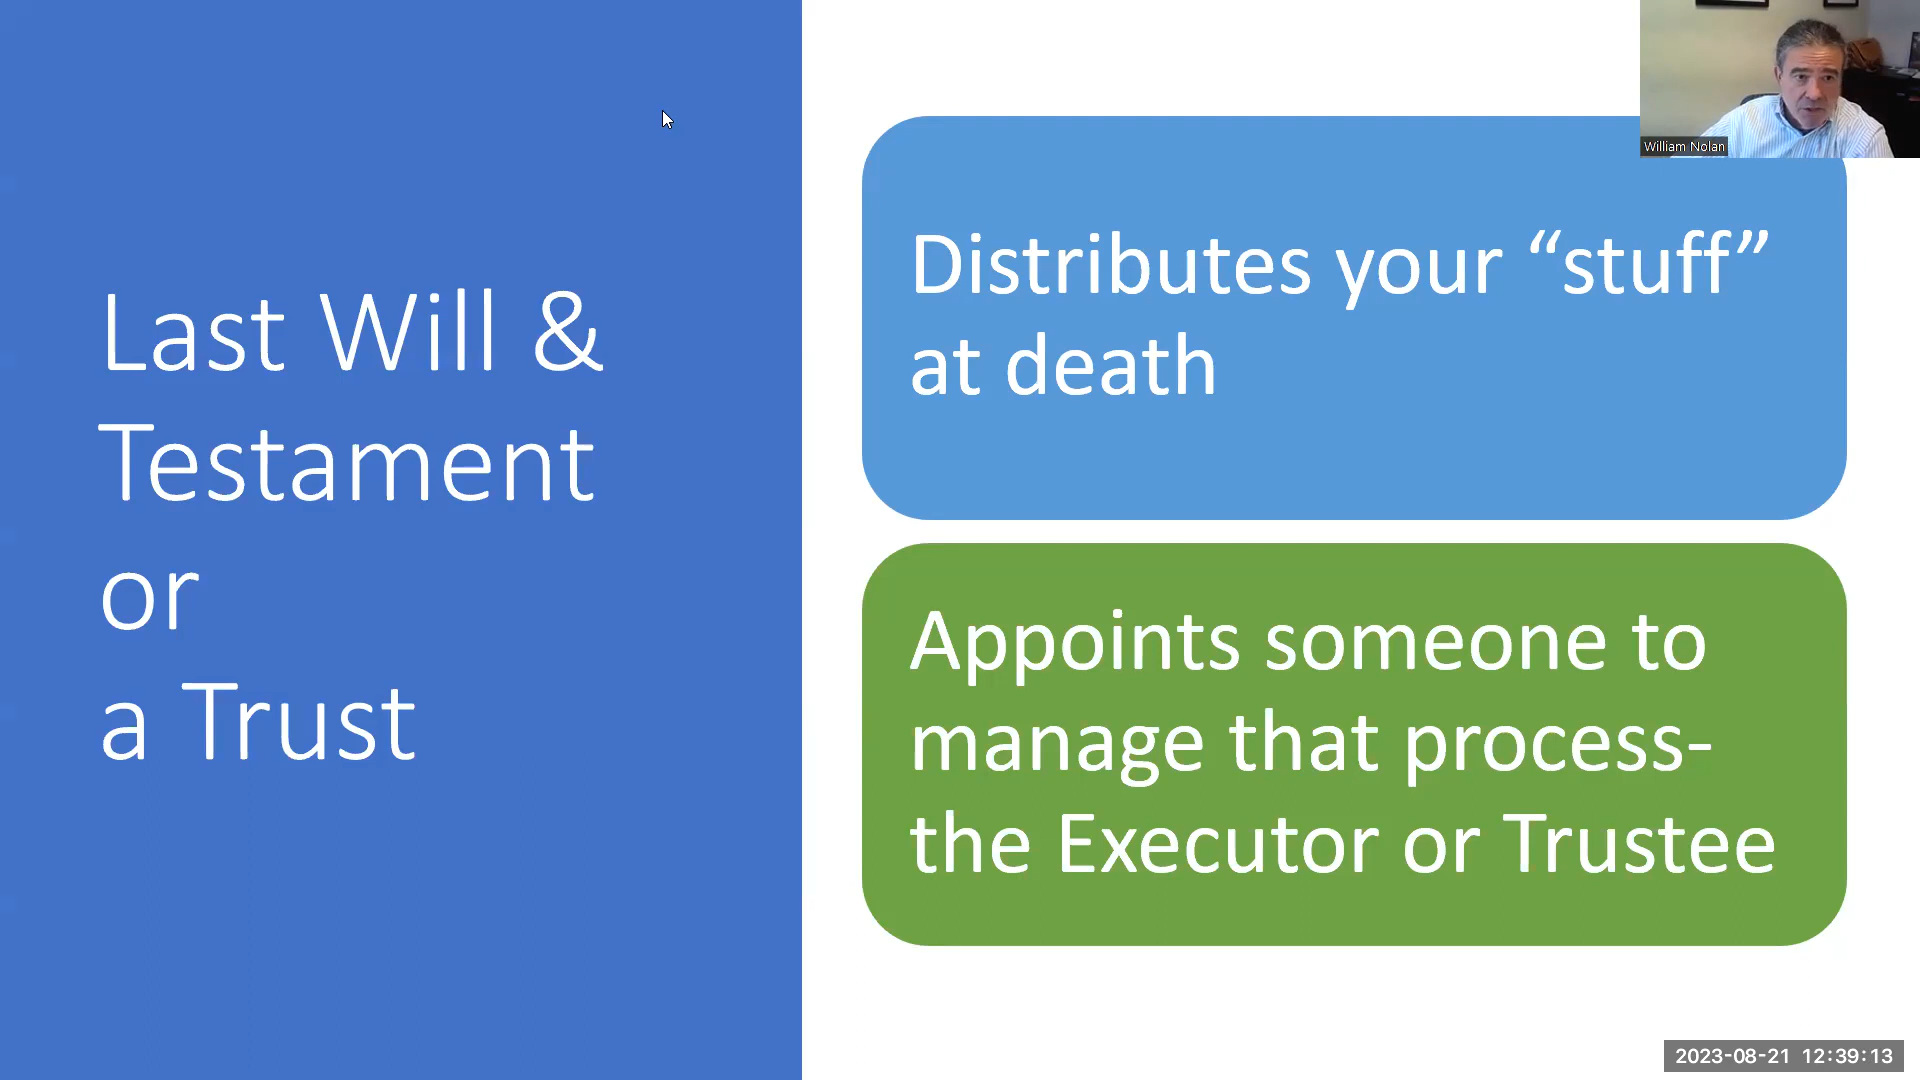 Last Will &
Testament
or
a Trust
Distributes your “stuff”
at death
Appoints someone to
manage that process-
the Executor or Trustee
William Nolan
2023-08-21 12:39:13